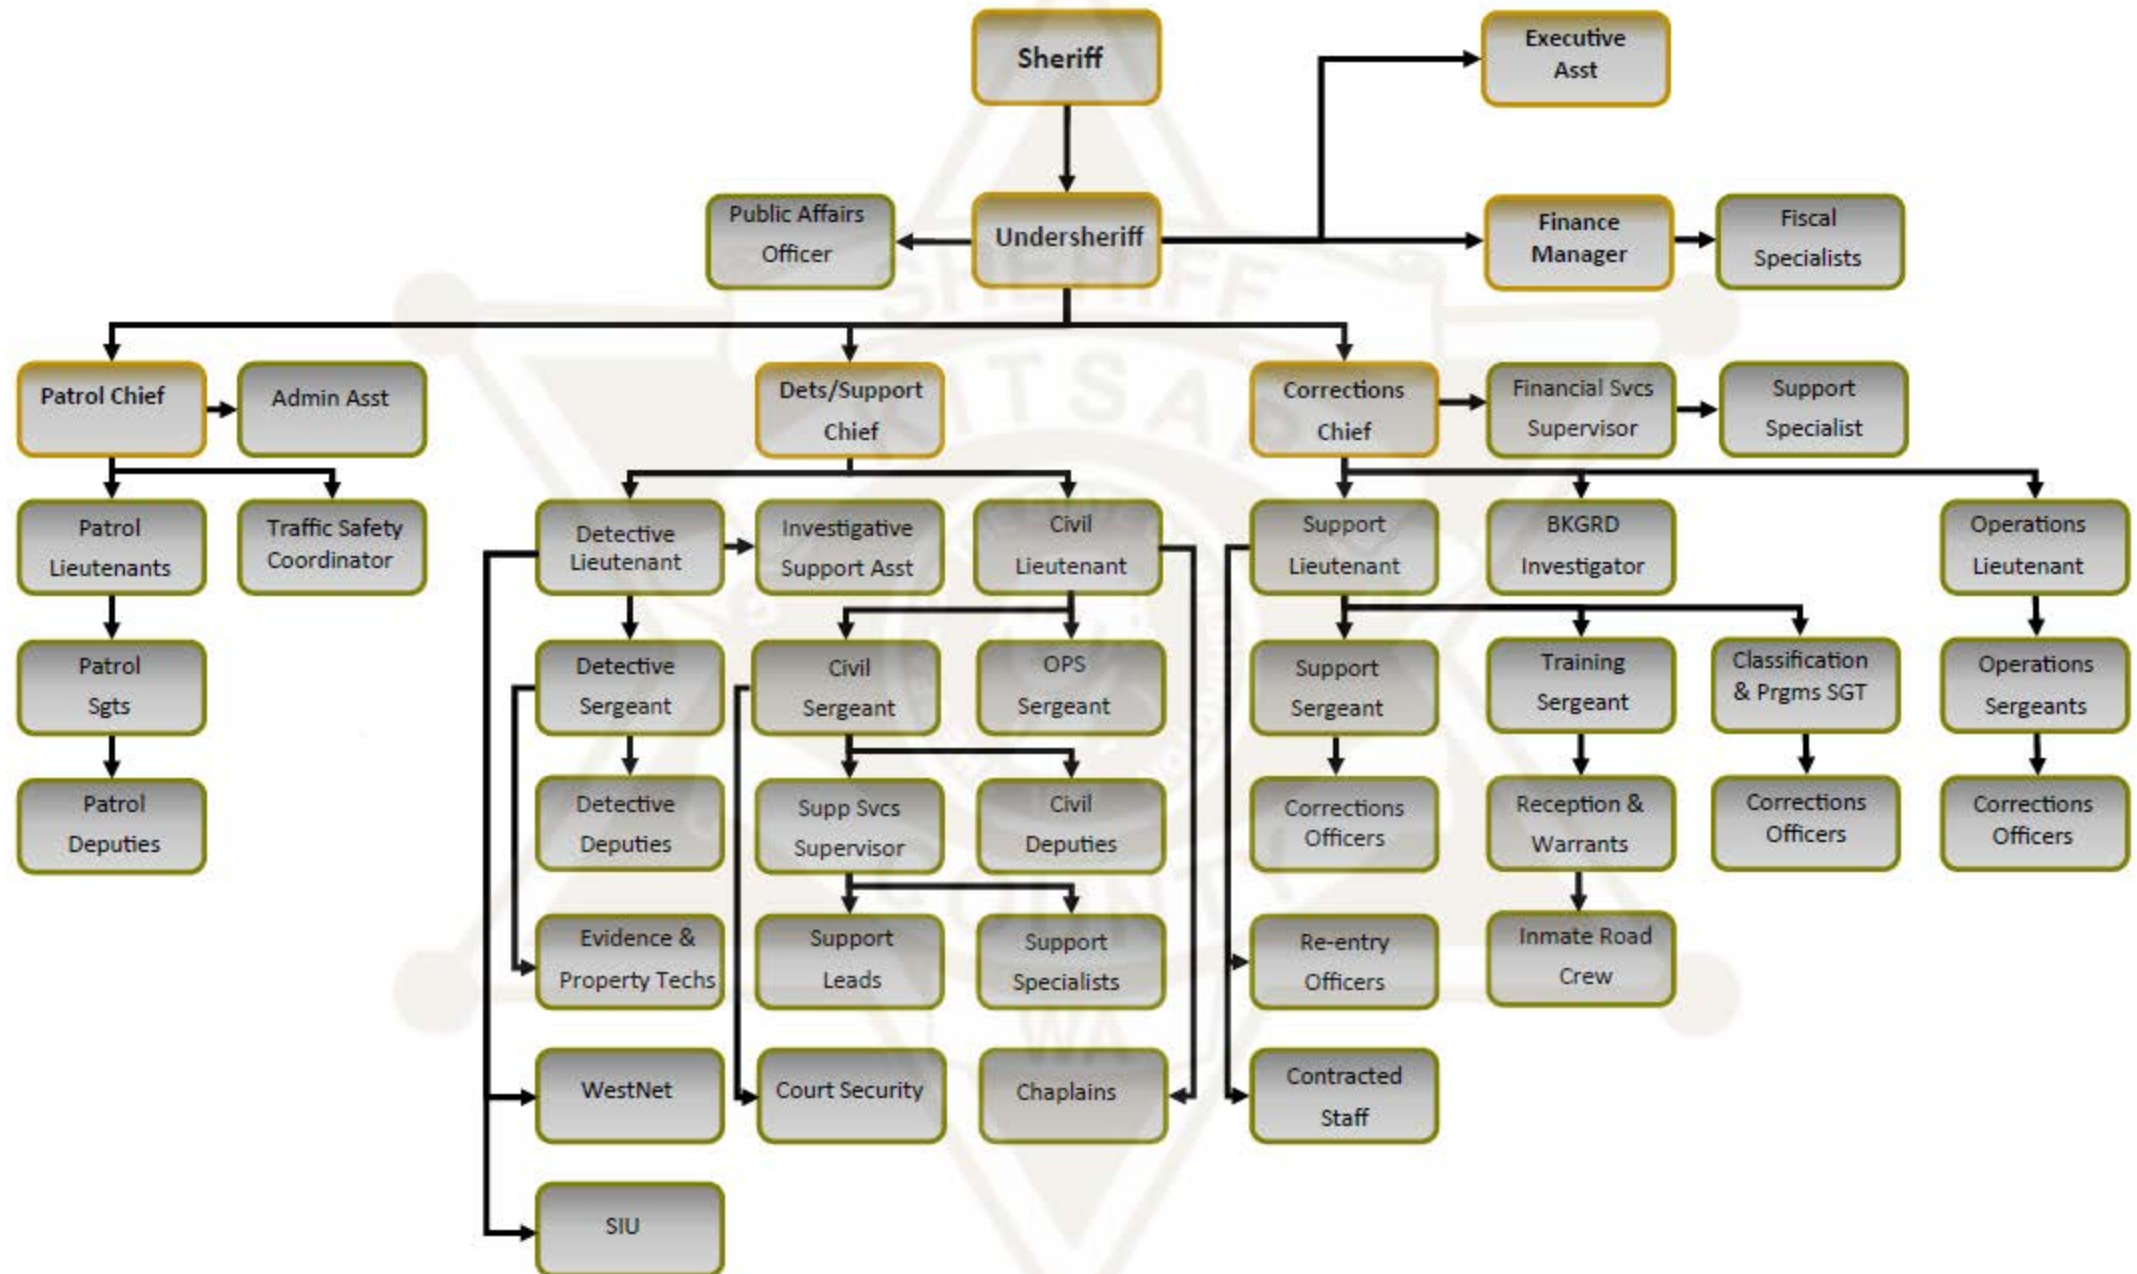 Sheriff
Executive
Asst
Public Affairs
Officer
Undersheriff
Finance
Manager
Fiscal
Specialists
Patrol Chief
Admin Asst
Dets/Support
Chief
Corrections
Chief
Financial Svcs
Supervisor
Support
Specialist
Patrol
Lieutenants
Traffic Safety
Coordinator
Detective
Lieutenant
Investigative
Support Asst
Civil
Lieutenant
Support
Lieutenant
BKGRD
Investigator
Operations
Lieutenant
Patrol
Sgts
Detective
Sergeant
Civil
Sergeant
OPS
Sergeant
Support
Sergeant
Training
Sergeant
Classification
& Prgms SGT
Operations
Sergeants
Patrol
Deputies
Detective
Deputies
Supp Svcs
Supervisor
Civil
Deputies
Corrections
Officers
Reception &
Warrants
Corrections
Officers
Corrections
Officers
Evidence &
Property Techs
Support
Leads
Support
Specialists
Re-entry
Officers
Inmate Road
Crew
WestNet
Court Security
Chaplains
Contracted
Staff
SIU
SHERIFF
KITSAP
COUNTY
WA